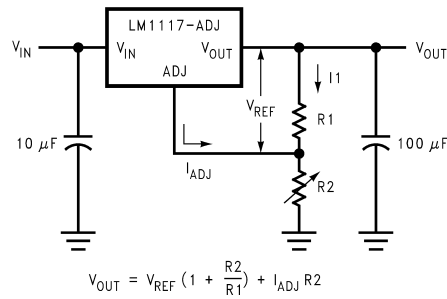 LM1117-ADJ
V_IN
V_IN
V_OUT
V_OUT
ADJ
I1
V_REF
R1
10 μF
100 μF
I_ADJ
R2
V_OUT = V_REF (1 + R2/R1) + I_ADJ R2